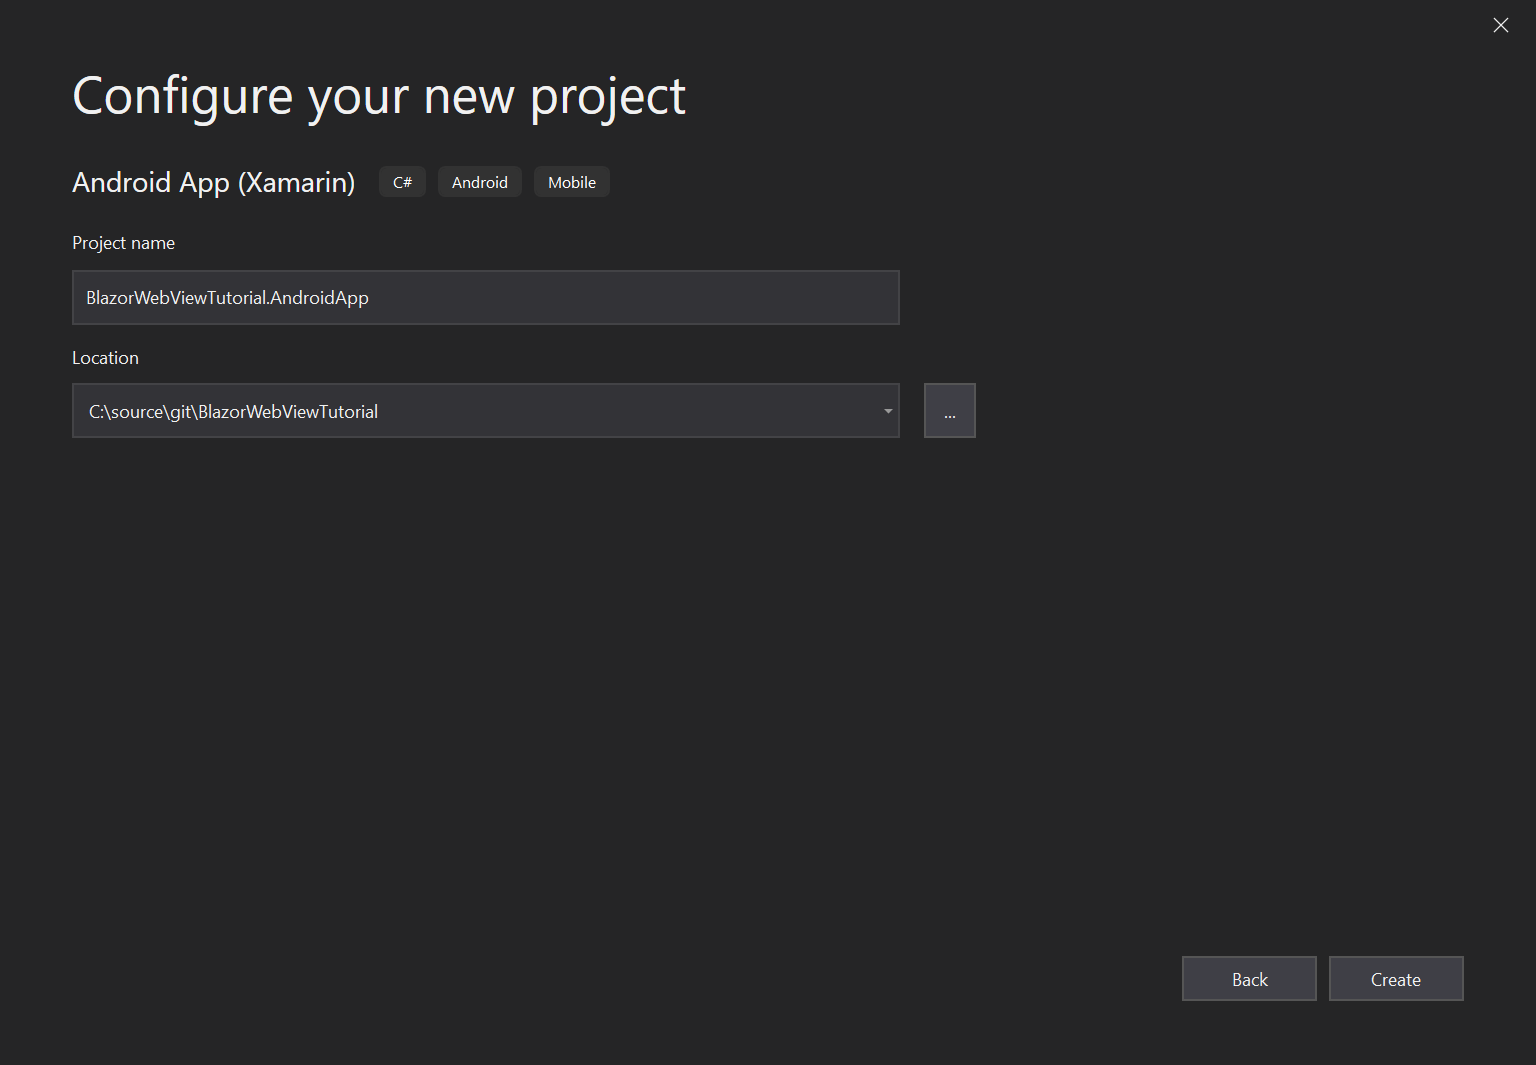 Configure your new project
Android App (Xamarin) C# Android Mobile
Project name
BlazorWebViewTutorial.AndroidApp
Location
C:\source\git\BlazorWebViewTutorial ...
Back Create